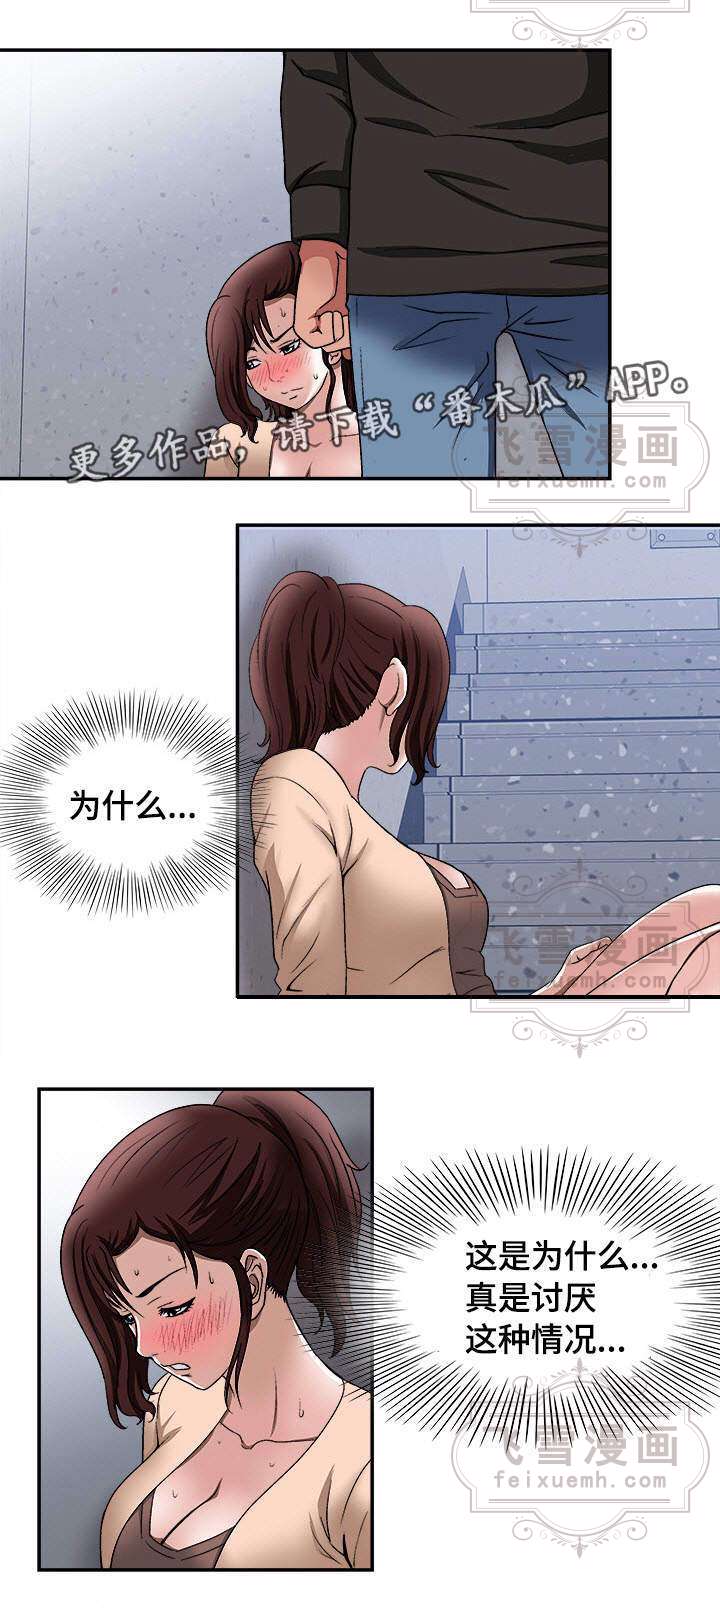 更多作品，请下载“番木瓜”APP。
飞雪漫画
feixuemh.com
为什么...
飞雪漫画
feixuemh.com
这是为什么...
真是讨厌
这种情况...
飞雪漫画
feixuemh.com